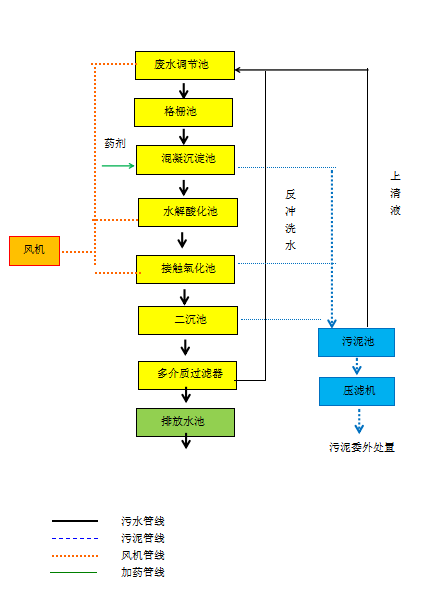 废水调节池
格栅池
药剂
混凝沉淀池
上清液
反冲洗水
水解酸化池
风机
接触氧化池
二沉池
污泥池
多介质过滤器
压滤机
排放水池
污泥委外处置
污水管线
污泥管线
风机管线
加药管线